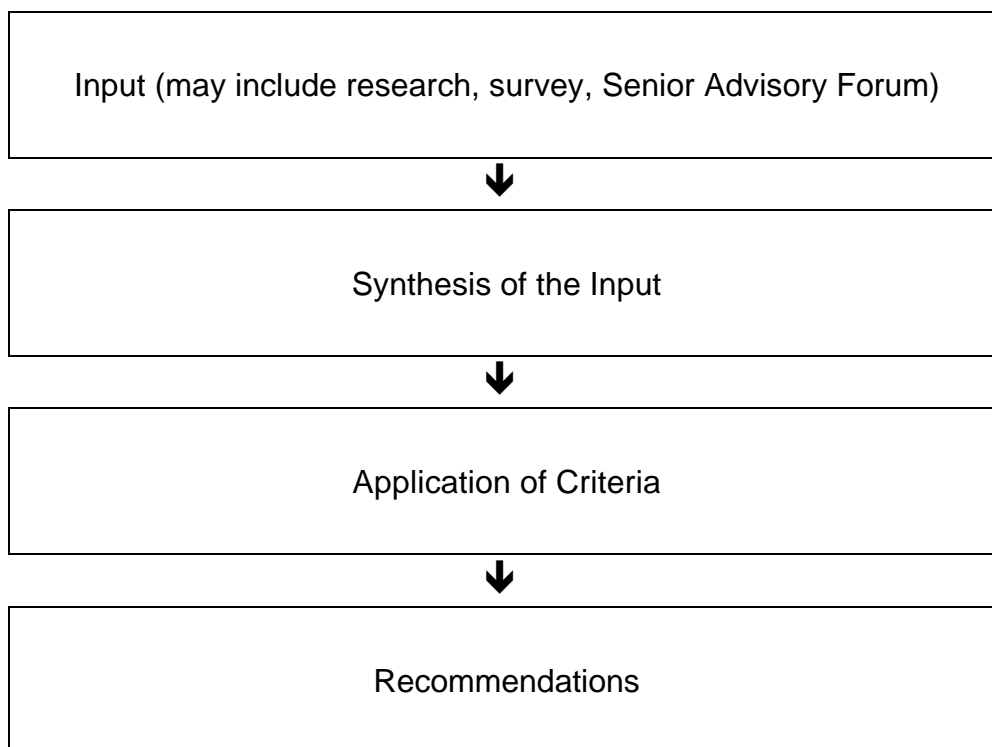 Input (may include research, survey, Senior Advisory Forum)
Synthesis of the Input
Application of Criteria
Recommendations